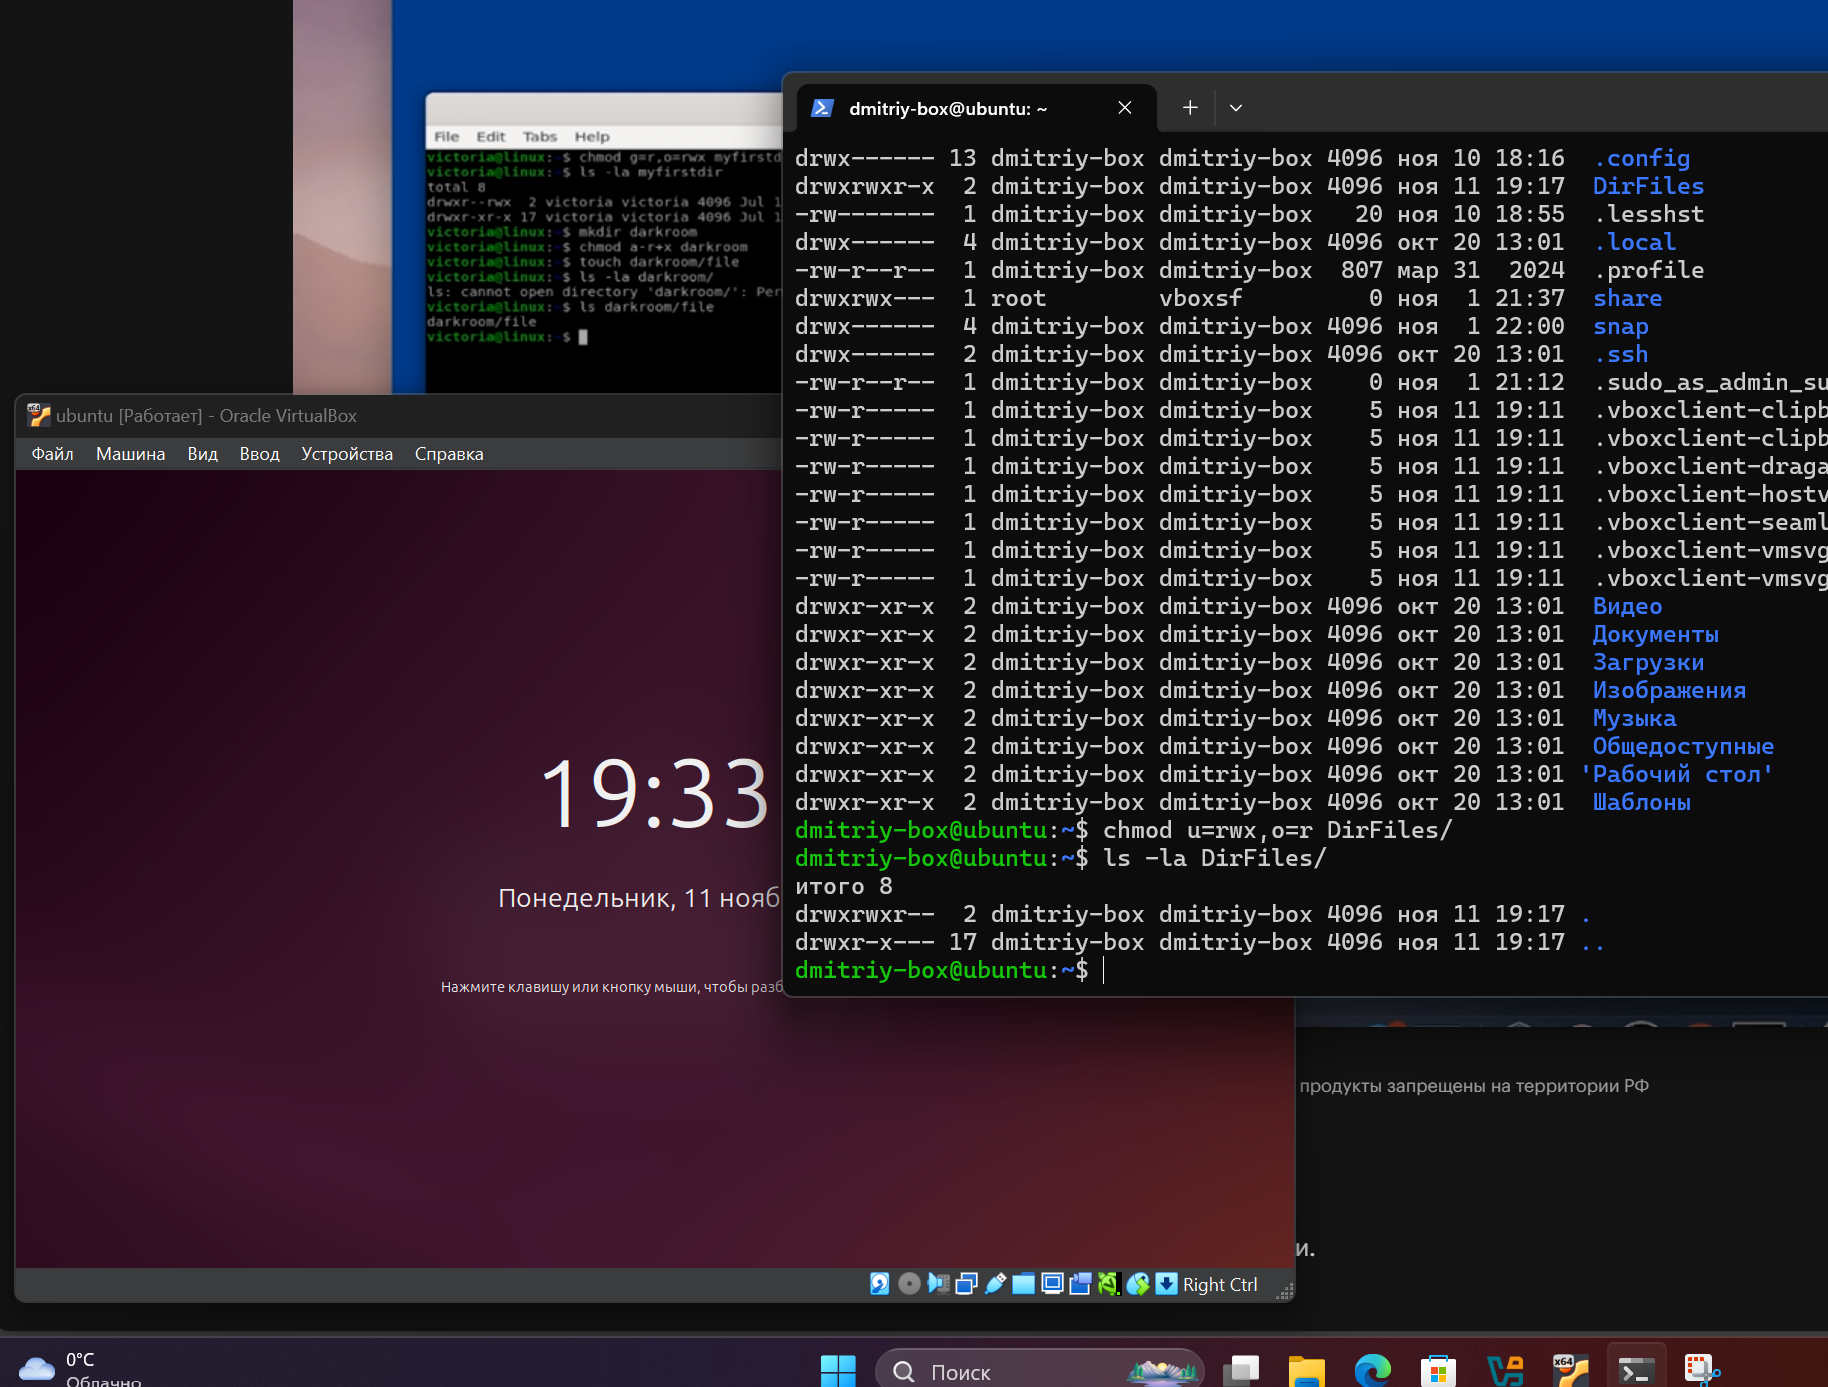 File Edit Tabs Help
victoria@linux:~$ chmod g=r,o=rwx myfirstd
victoria@linux:~$ ls -la myfirstdir
total 8
drwxr--rwx  2 victoria victoria 4096 Jul 1
drwxr-xr-x 17 victoria victoria 4096 Jul 1
victoria@linux:~$ mkdir darkroom
victoria@linux:~$ chmod a-r+x darkroom
victoria@linux:~$ touch darkroom/file
victoria@linux:~$ ls -la darkroom/
ls: cannot open directory 'darkroom/': Per
victoria@linux:~$ ls darkroom/file
darkroom/file
victoria@linux:~$
dmitriy-box@ubuntu: ~
drwx------ 13 dmitriy-box dmitriy-box 4096 ноя 10 18:16 .config
drwxrwxr-x  2 dmitriy-box dmitriy-box 4096 ноя 11 19:17 DirFiles
-rw-------  1 dmitriy-box dmitriy-box   20 ноя 10 18:55 .lesshst
drwx------  4 dmitriy-box dmitriy-box 4096 окт 20 13:01 .local
-rw-r--r--  1 dmitriy-box dmitriy-box  807 мар 31  2024 .profile
drwxrwx---  1 root        vboxsf         0 ноя  1 21:37 share
drwx------  4 dmitriy-box dmitriy-box 4096 ноя  1 22:00 snap
drwx------  2 dmitriy-box dmitriy-box 4096 окт 20 13:01 .ssh
-rw-r--r--  1 dmitriy-box dmitriy-box    0 ноя  1 21:12 .sudo_as_admin_su
-rw-r-----  1 dmitriy-box dmitriy-box    5 ноя 11 19:11 .vboxclient-clipb
-rw-r-----  1 dmitriy-box dmitriy-box    5 ноя 11 19:11 .vboxclient-clipb
-rw-r-----  1 dmitriy-box dmitriy-box    5 ноя 11 19:11 .vboxclient-draga
-rw-r-----  1 dmitriy-box dmitriy-box    5 ноя 11 19:11 .vboxclient-hostv
-rw-r-----  1 dmitriy-box dmitriy-box    5 ноя 11 19:11 .vboxclient-seaml
-rw-r-----  1 dmitriy-box dmitriy-box    5 ноя 11 19:11 .vboxclient-vmsvg
-rw-r-----  1 dmitriy-box dmitriy-box    5 ноя 11 19:11 .vboxclient-vmsvg
drwxr-xr-x  2 dmitriy-box dmitriy-box 4096 окт 20 13:01 Видео
drwxr-xr-x  2 dmitriy-box dmitriy-box 4096 окт 20 13:01 Документы
drwxr-xr-x  2 dmitriy-box dmitriy-box 4096 окт 20 13:01 Загрузки
drwxr-xr-x  2 dmitriy-box dmitriy-box 4096 окт 20 13:01 Изображения
drwxr-xr-x  2 dmitriy-box dmitriy-box 4096 окт 20 13:01 Музыка
drwxr-xr-x  2 dmitriy-box dmitriy-box 4096 окт 20 13:01 Общедоступные
drwxr-xr-x  2 dmitriy-box dmitriy-box 4096 окт 20 13:01 'Рабочий стол'
drwxr-xr-x  2 dmitriy-box dmitriy-box 4096 окт 20 13:01 Шаблоны
dmitriy-box@ubuntu:~$ chmod u=rwx,o=r DirFiles/
dmitriy-box@ubuntu:~$ ls -la DirFiles/
итого 8
drwxrwxr--  2 dmitriy-box dmitriy-box 4096 ноя 11 19:17 .
drwxr-x--- 17 dmitriy-box dmitriy-box 4096 ноя 11 19:17 ..
dmitriy-box@ubuntu:~$
ubuntu [Работает] - Oracle VirtualBox
Файл Машина Вид Ввод Устройства Справка
19:33
Понедельник, 11 нояб
Нажмите клавишу или кнопку мыши, чтобы разб
продукты запрещены на территории РФ
и.
Right Ctrl
0°C
Облачно
Поиск